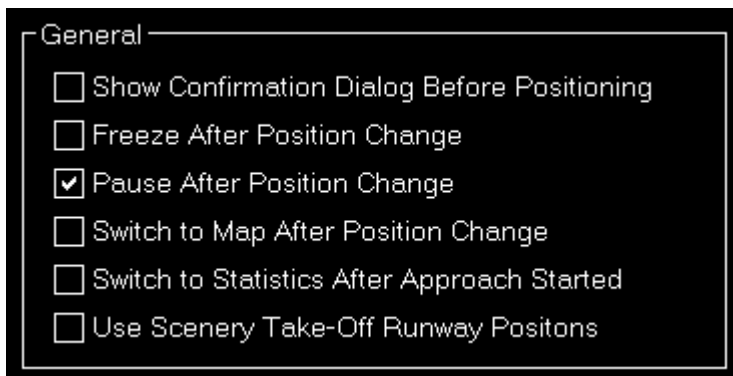 General
Show Confirmation Dialog Before Positioning
Freeze After Position Change
Pause After Position Change
Switch to Map After Position Change
Switch to Statistics After Approach Started
Use Scenery Take-Off Runway Positons